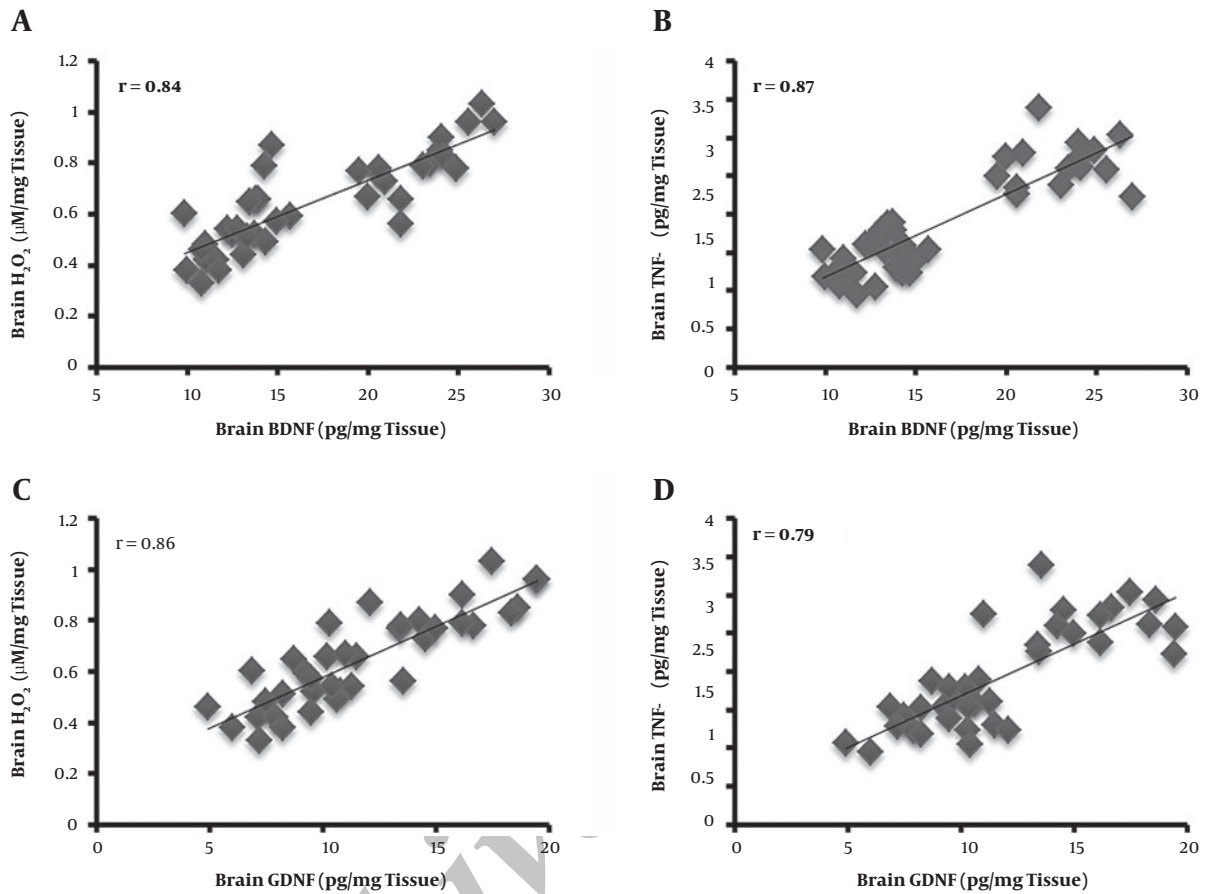 A
1.2
1
0.8
0.6
0.4
0.2
0
r = 0.84
Brain H₂O₂ (µM/mg Tissue)
5 10 15 20 25 30
Brain BDNF (pg/mg Tissue)
B
4
3.5
3
2.5
1.5
1
0.5
0
r = 0.87
Brain TNF- (pg/mg Tissue)
5 10 15 20 25 30
Brain BDNF (pg/mg Tissue)
C
1.2
1
0.8
0.6
0.4
0.2
0
r = 0.86
Brain H₂O₂ (µM/mg Tissue)
0 5 10 15 20
Brain GDNF (pg/mg Tissue)
D
4
3.5
3
2.5
1.5
1
0.5
0
r = 0.79
Brain TNF- (pg/mg Tissue)
0 5 10 15 20
Brain GDNF (pg/mg Tissue)